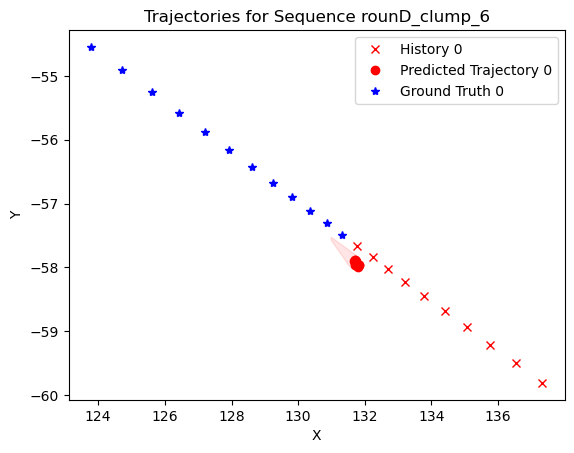 Trajectories for Sequence rounD_clump_6
History 0
Predicted Trajectory 0
Ground Truth 0
−55
−56
−57
−58
−59
−60
Y
124
126
128
130
132
134
136
X